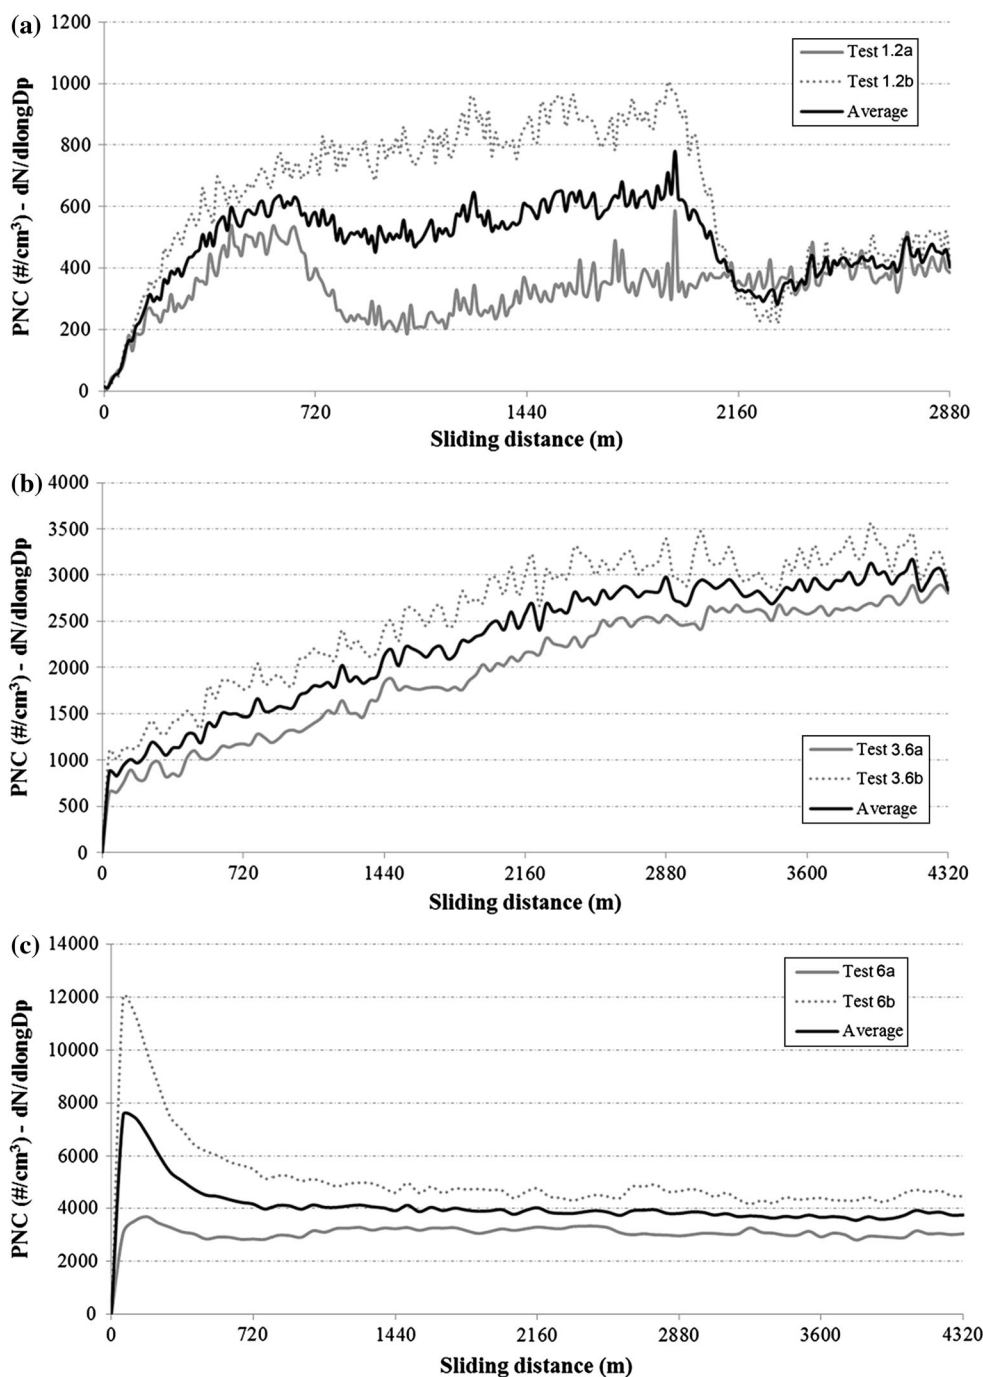 (a)
PNC (#/cm³) - dN/dlongDp
1200
1000
800
600
400
200
0
Test 1.2a
Test 1.2b
Average
0 720 1440 2160 2880
Sliding distance (m)
(b)
PNC (#/cm³) - dN/dlongDp
4000
3500
3000
2500
2000
1500
1000
500
0
Test 3.6a
Test 3.6b
Average
0 720 1440 2160 2880 3600 4320
Sliding distance (m)
(c)
PNC (#/cm³) - dN/dlongDp
14000
12000
10000
8000
6000
4000
2000
0
Test 6a
Test 6b
Average
0 720 1440 2160 2880 3600 4320
Sliding distance (m)